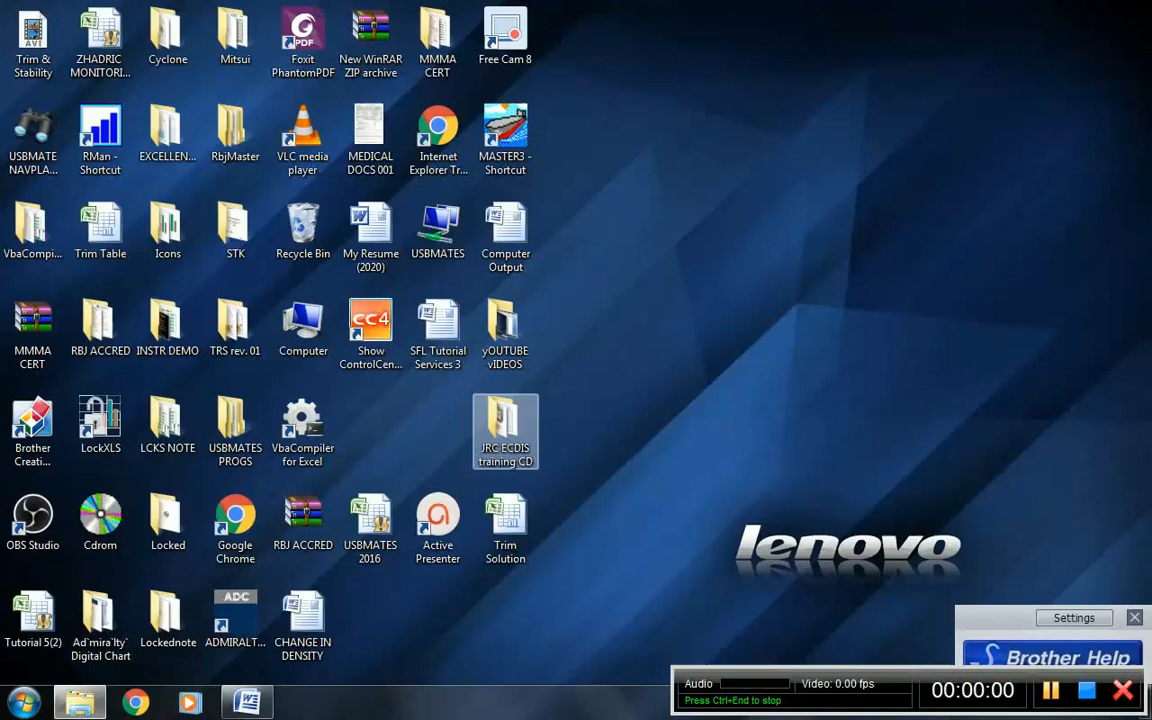 Trim &
Stability
ZHADRIC
MONITORI...
Cyclone
Mitsui
PDF
Foxit
PhantomPDF
New WinRAR
ZIP archive
MMMA
CERT
Free Cam 8
AVI
USBMATE
NAVPLA...
RMan -
Shortcut
EXCELLEN...
RbjMaster
VLC media
player
MEDICAL
DOCS 001
Internet
Explorer Tr...
MASTER3 -
Shortcut
VbaCompi...
Trim Table
Icons
STK
Recycle Bin
My Resume
(2020)
USBMATES
Computer
Output
MMMA
CERT
RBJ ACCRED
INSTR DEMO
TRS rev. 01
Computer
CC4
Show
ControlCen...
SFL Tutorial
Services 3
yOUTUBE
vIDEOS
Brother
Creati...
LockXLS
LCKS NOTE
USBMATES
PROGS
VbaCompiler
for Excel
JRC ECDIS
training CD
OBS Studio
Cdrom
Locked
Google
Chrome
RBJ ACCRED
USBMATES
2016
Active
Presenter
Trim
Solution
lenovo
Tutorial 5(2)
Ad`mira`lty`
Digital Chart
Lockednote
ADC
ADMIRALT...
CHANGE IN
DENSITY
Settings
Brother Help
Audio
Video: 0.00 fps
Press Ctrl+End to stop
00:00:00